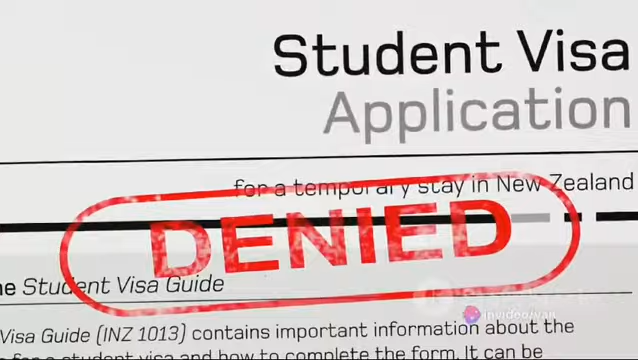 Student Visa
Application
for a temporary stay in New Zealand
DENIED
he Student Visa Guide
Visa Guide (INZ 1013) contains important information about the
for a student visa and how to complete the form. It can be
invideo